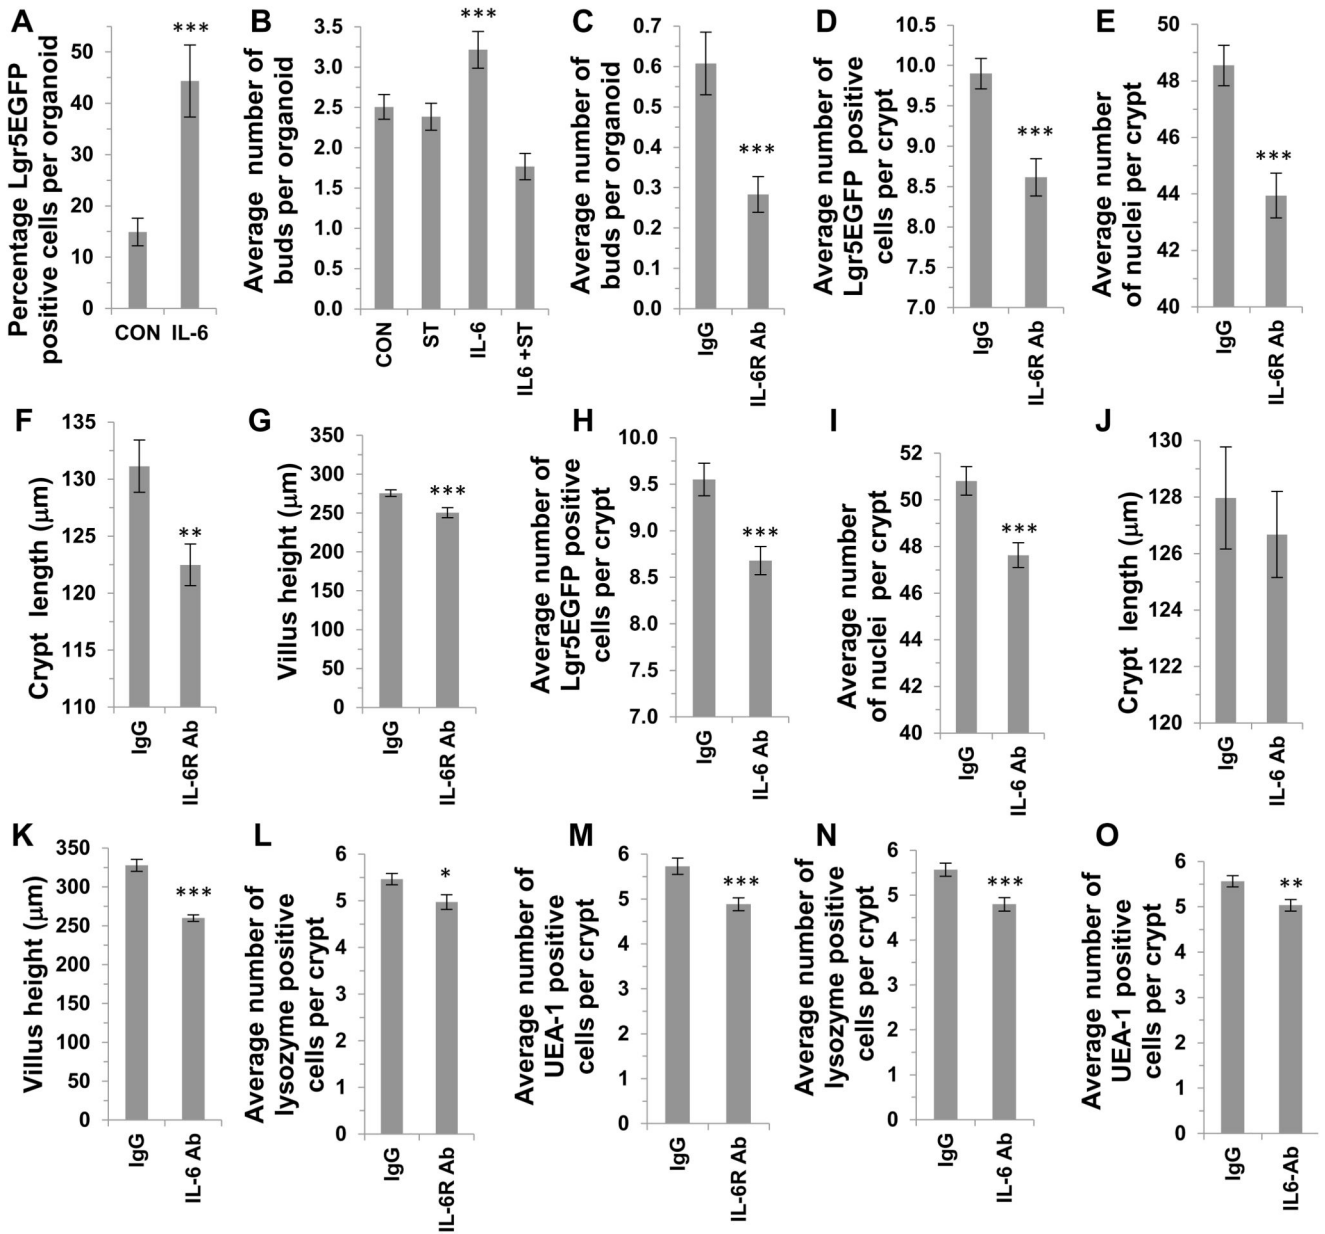 A
Percentage Lgr5EGFP
positive cells per organoid
50
40
30
20
10
0
***
CON IL-6
B
Average number of
buds per organoid
3.5
3.0
2.5
2.0
1.5
1.0
0.5
0.0
***
CON
ST
IL-6
IL6 +ST
C
Average number of
buds per organoid
0.7
0.6
0.5
0.4
0.3
0.2
0.1
0.0
***
IgG
IL-6R Ab
D
Average number of
Lgr5EGFP positive
cells per crypt
10.5
10.0
9.5
9.0
8.5
8.0
7.5
7.0
***
IgG
IL-6R Ab
E
Average number
of nuclei per crypt
50
48
46
44
42
40
***
IgG
IL-6R Ab
F
Crypt length (µm)
135
130
125
120
115
110
**
IgG
IL-6R Ab
G
Villus height (µm)
350
300
250
200
150
100
50
0
***
IgG
IL-6R Ab
H
Average number of
Lgr5EGFP positive
cells per crypt
10.0
9.5
9.0
8.5
8.0
7.5
7.0
***
IgG
IL-6 Ab
I
Average number
of nuclei per crypt
52
50
48
46
44
42
40
***
IgG
IL-6 Ab
J
Crypt length (µm)
130
128
126
124
122
120
IgG
IL-6 Ab
K
Villus height (µm)
350
300
250
200
150
100
50
0
***
IgG
IL-6 Ab
L
Average number of
lysozyme positive
cells per crypt
6
5
4
3
2
1
0
*
IgG
IL-6R Ab
M
Average number of
UEA-1 positive
cells per crypt
6
5
4
3
2
1
0
***
IgG
IL-6R Ab
N
Average number of
lysozyme positive
cells per crypt
6
5
4
3
2
1
0
***
IgG
IL-6 Ab
O
Average number of
UEA-1 positive
cells per crypt
6
5
4
3
2
1
0
**
IgG
IL6-Ab